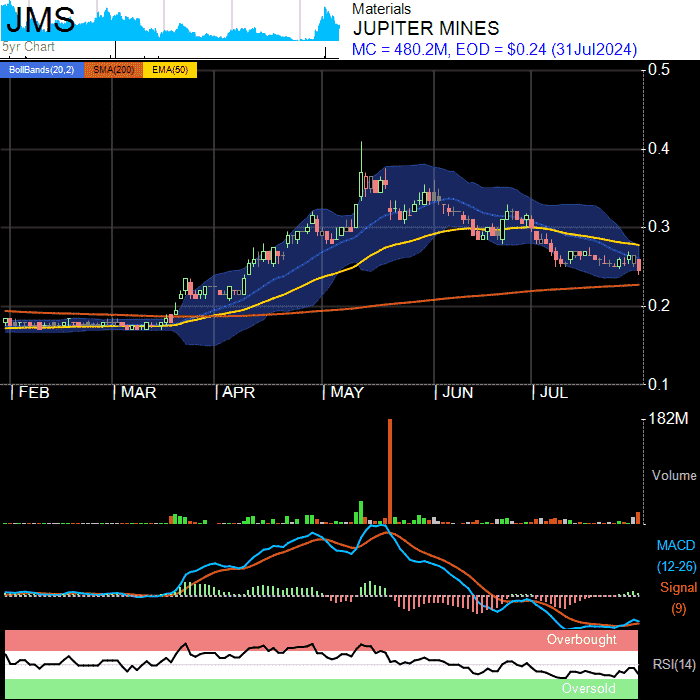 JMS
5yr Chart
Materials
JUPITER MINES
MC = 480.2M, EOD = $0.24 (31Jul2024)
BollBands(20,2) SMA(200) EMA(50)
0.5
0.4
0.3
0.2
0.1
FEB MAR APR MAY JUN JUL
182M
Volume
MACD
(12-26)
Signal
(9)
Overbought
RSI(14)
Oversold